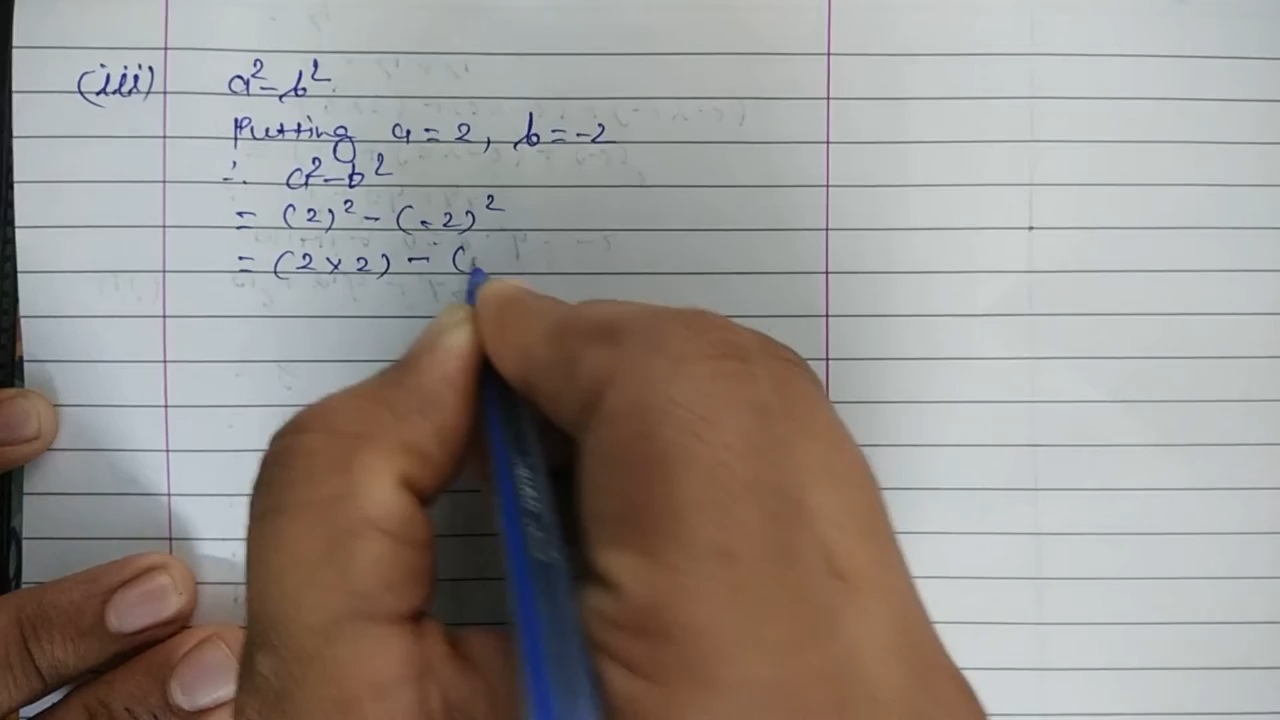 (iii) a²-b²
Putting a = 2, b = -2
∴ a²-b²
= (2)² - (-2)²
= (2×2) - (